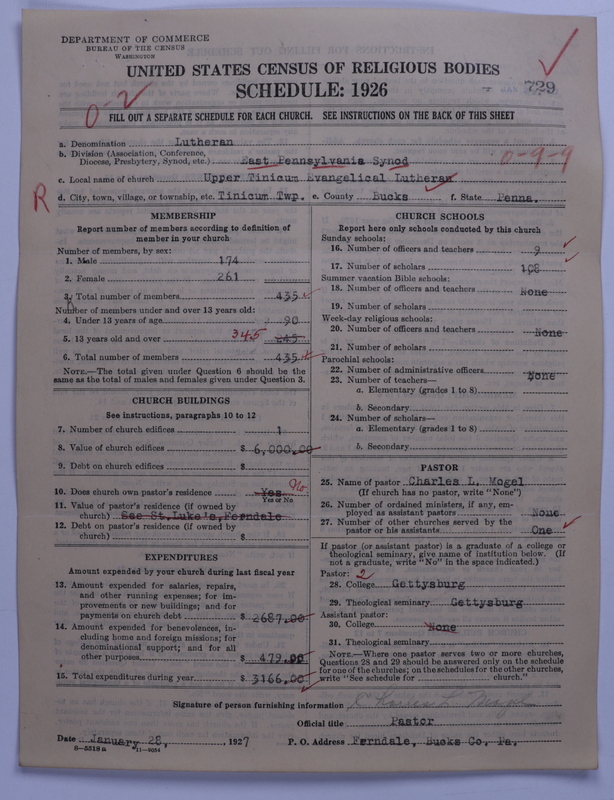 DEPARTMENT OF COMMERCE
BUREAU OF THE CENSUS
WASHINGTON
UNITED STATES CENSUS OF RELIGIOUS BODIES
SCHEDULE: 1926
729
0-2
FILL OUT A SEPARATE SCHEDULE FOR EACH CHURCH. SEE INSTRUCTIONS ON THE BACK OF THIS SHEET
a. Denomination Lutheran
b. Division (Association, Conference,
Diocese, Presbytery, Synod, etc.) East Pennsylvania Synod
0-9-9
c. Local name of church Upper Tinicum Evangelical Lutheran
R
d. City, town, village, or township, etc. Tinicum Twp. e. County Bucks f. State Penna.
MEMBERSHIP
Report number of members according to definition of
member in your church
Number of members, by sex:
1. Male 174
2. Female 261
3. Total number of members 435
Number of members under and over 13 years old:
4. Under 13 years of age 90
5. 13 years old and over 345 245
6. Total number of members 435
NOTE.—The total given under Question 6 should be the
same as the total of males and females given under Question 3.
CHURCH BUILDINGS
See instructions, paragraphs 10 to 12
7. Number of church edifices 1
8. Value of church edifices $ 6,000.00
9. Debt on church edifices $
10. Does church own pastor's residence Yes No
Yes or No
11. Value of pastor's residence (if owned by
church) See St.Luke's,Ferndale
12. Debt on pastor's residence (if owned by
church) $
EXPENDITURES
Amount expended by your church during last fiscal year
13. Amount expended for salaries, repairs,
and other running expenses; for im-
provements or new buildings; and for
payments on church debt $ 2687.00
14. Amount expended for benevolences, in-
cluding home and foreign missions; for
denominational support; and for all
other purposes $ 479.00
15. Total expenditures during year $ 3166.00
CHURCH SCHOOLS
Report here only schools conducted by this church
Sunday schools:
16. Number of officers and teachers 9
17. Number of scholars 108
Summer vacation Bible schools:
18. Number of officers and teachers None
19. Number of scholars
Week-day religious schools:
20. Number of officers and teachers None
21. Number of scholars
Parochial schools:
22. Number of administrative officers None
23. Number of teachers—
a. Elementary (grades 1 to 8)
b. Secondary
24. Number of scholars—
a. Elementary (grades 1 to 8)
b. Secondary
PASTOR
25. Name of pastor Charles L. Mogel
(If church has no pastor, write "None")
26. Number of ordained ministers, if any, em-
ployed as assistant pastors None
27. Number of other churches served by the
pastor or his assistants One
If pastor (or assistant pastor) is a graduate of a college or
theological seminary, give name of institution below. (If
not a graduate, write "No" in the space indicated.)
Pastor: 2
28. College Gettysburg
29. Theological seminary Gettysburg
Assistant pastor:
30. College None
31. Theological seminary
NOTE.—Where one pastor serves two or more churches,
Questions 28 and 29 should be answered only on the schedule
for one of the churches; on the schedules for the other churches,
write "See schedule for church."
Signature of person furnishing information Charles L. Mogel
Official title Pastor
Date January 28, 1927 P. O. Address Ferndale, Bucks Co. Pa.
8-5518a 11-4054